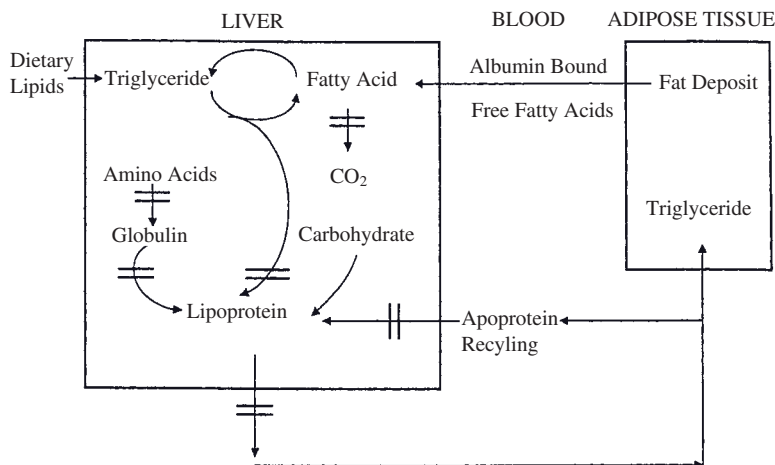 LIVER
BLOOD
ADIPOSE TISSUE
Dietary
Lipids
Triglyceride
Fatty Acid
Albumin Bound
Free Fatty Acids
Fat Deposit
CO₂
Amino Acids
Triglyceride
Globulin
Carbohydrate
Lipoprotein
Apoprotein
Recyling